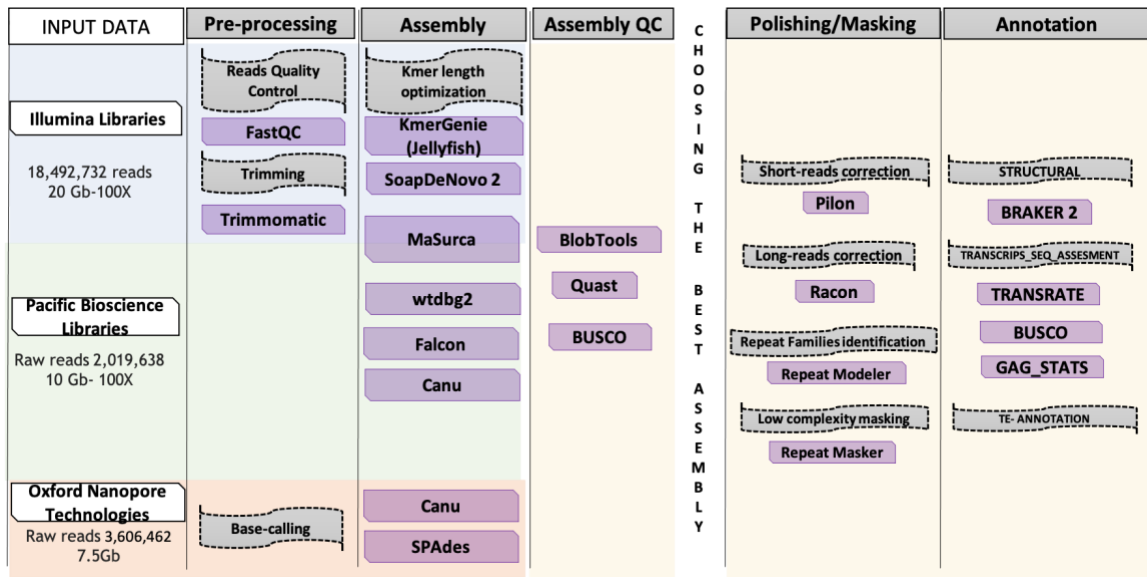 INPUT DATA
Pre-processing
Assembly
Assembly QC
Polishing/Masking
Annotation
Illumina Libraries
18,492,732 reads
20 Gb-100X
Reads Quality
Control
FastQC
Trimming
Trimmomatic
Kmer length
optimization
KmerGenie
(Jellyfish)
SoapDeNovo 2
MaSurca
Pacific Bioscience
Libraries
Raw reads 2,019,638
10 Gb- 100X
wtdbg2
Falcon
Canu
Oxford Nanopore
Technologies
Raw reads 3,606,462
7.5Gb
Base-calling
Canu
SPAdes
BlobTools
Quast
BUSCO
CHOOSING THE BEST ASSEMBLY
Short-reads correction
Pilon
Long-reads correction
Racon
Repeat Families identification
Repeat Modeler
Low complexity masking
Repeat Masker
STRUCTURAL
BRAKER 2
TRANSCRIPS_SEQ_ASSESMENT
TRANSRATE
BUSCO
GAG_STATS
TE- ANNOTATION